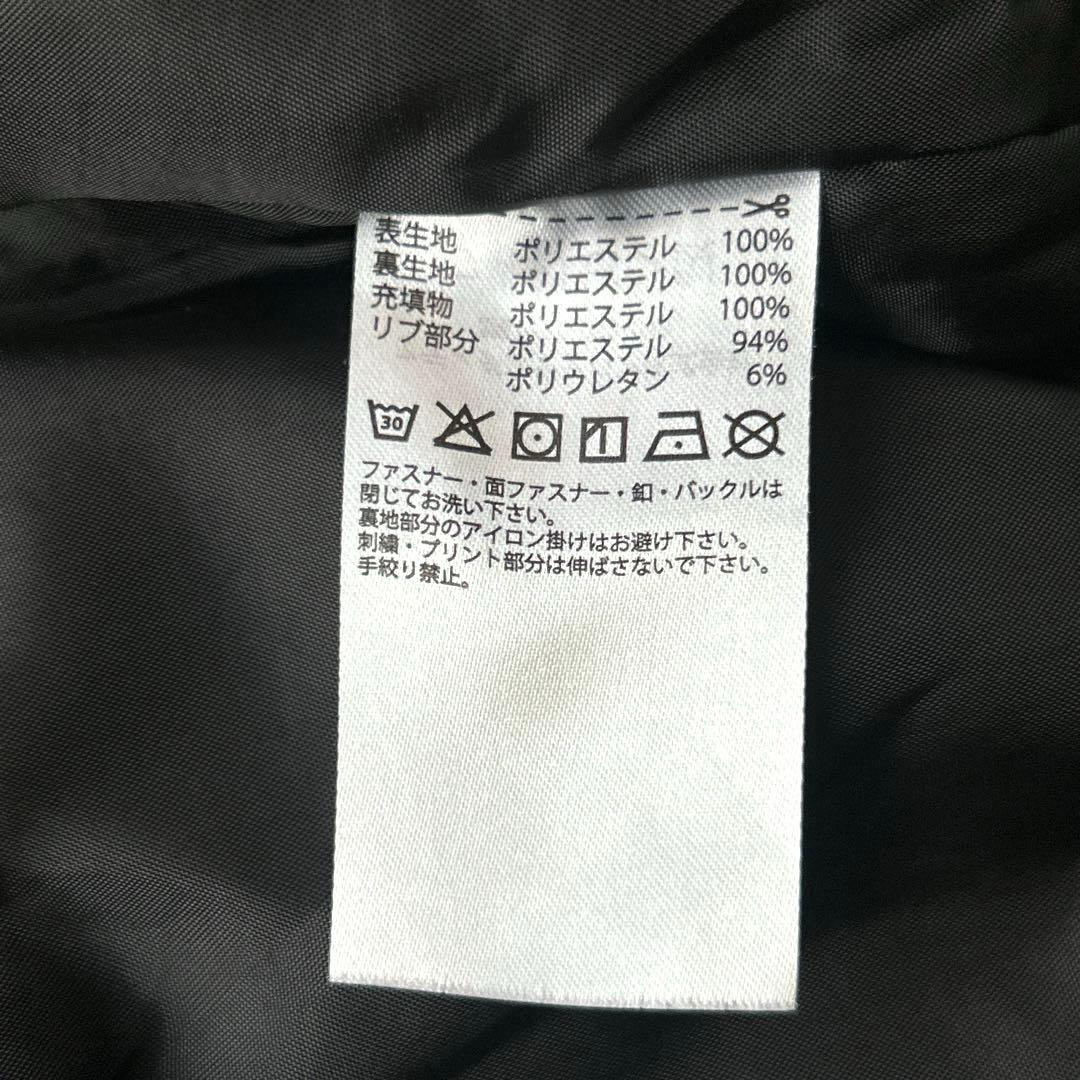 表生地 ポリエステル 100%
裏生地 ポリエステル 100%
充填物 ポリエステル 100%
リブ部分 ポリエステル 94%
ポリウレタン 6%
30
ファスナー・面ファスナー・釦・バックルは
閉じてお洗い下さい。
裏地部分のアイロン掛けはお避け下さい。
刺繍・プリント部分は伸ばさないで下さい。
手絞り禁止。